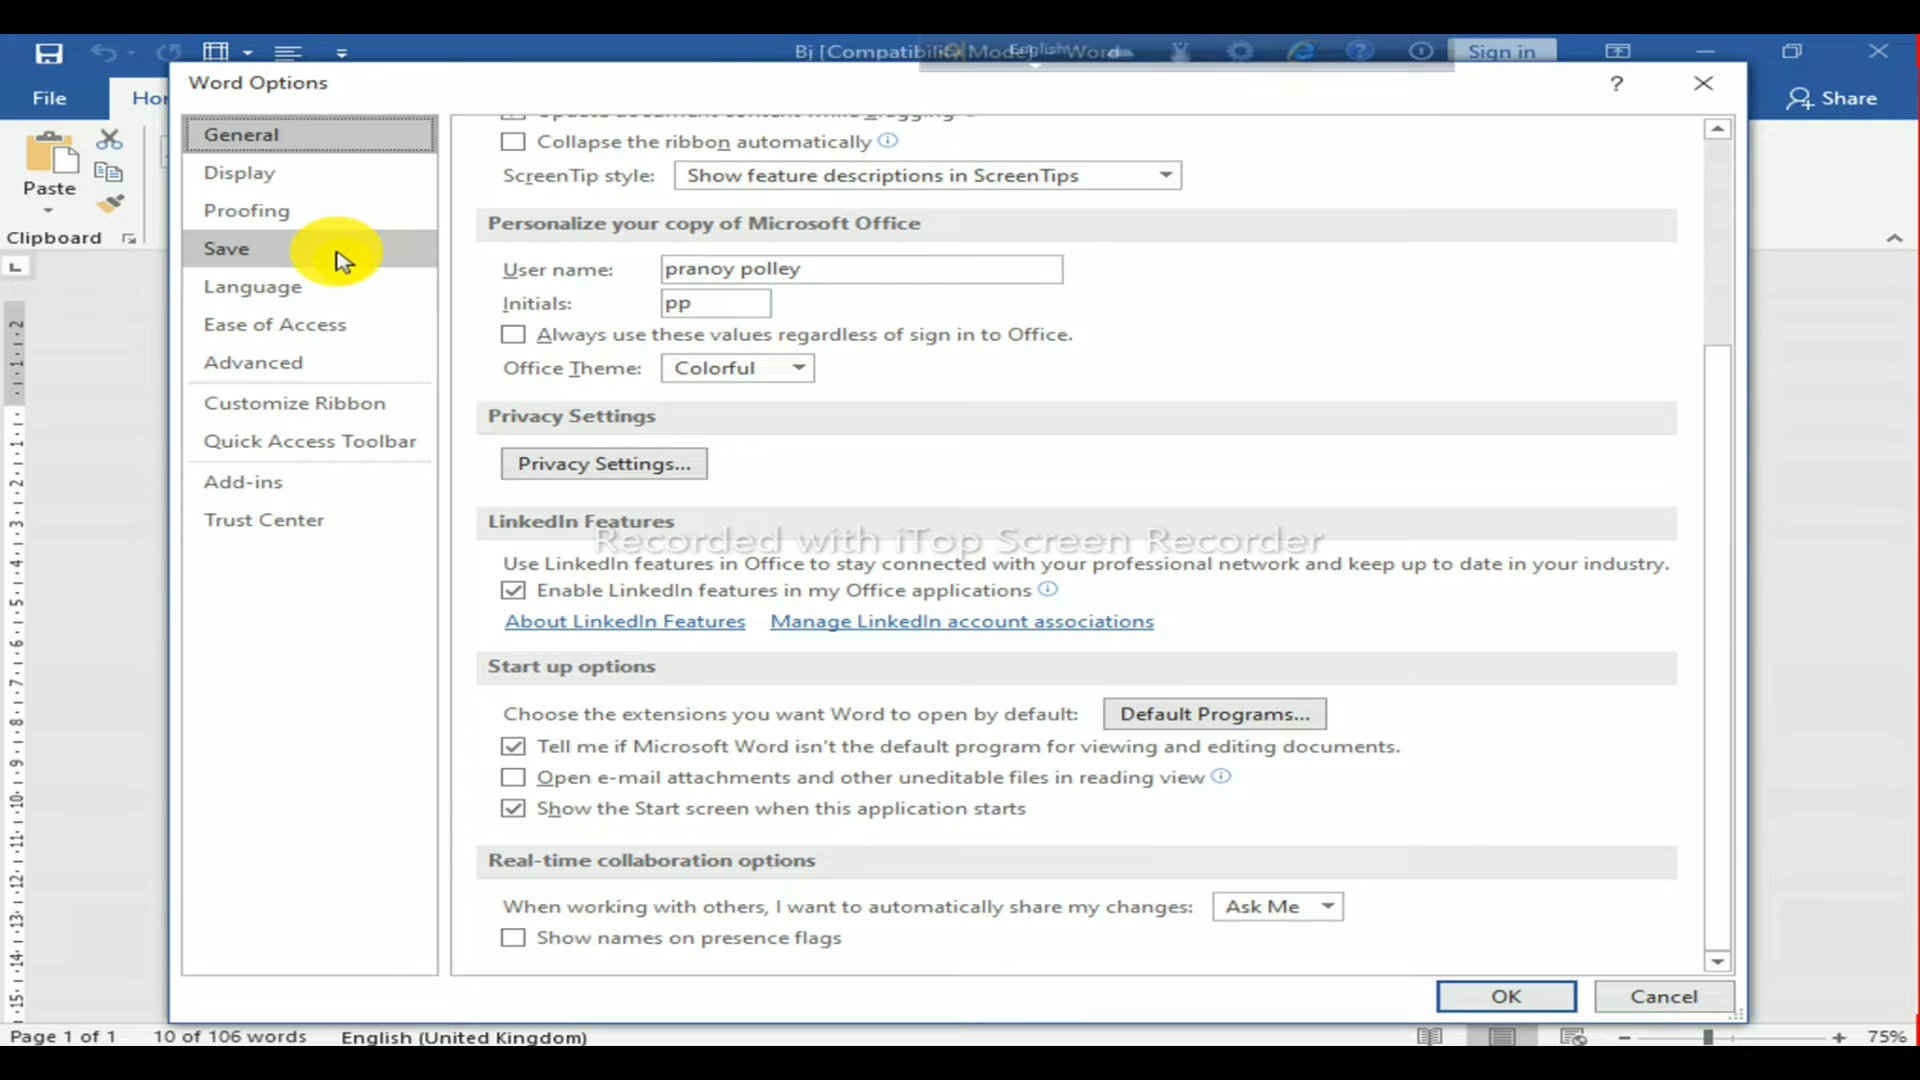 Bj [Compatibility Mode] - Word
English
Sign in
File
Share
Paste
Clipboard
Word Options
?
General
Display
Proofing
Save
Language
Ease of Access
Advanced
Customize Ribbon
Quick Access Toolbar
Add-ins
Trust Center
Update document content while dragging
Collapse the ribbon automatically
ScreenTip style: Show feature descriptions in ScreenTips
Personalize your copy of Microsoft Office
User name: pranoy polley
Initials: pp
Always use these values regardless of sign in to Office.
Office Theme: Colorful
Privacy Settings
Privacy Settings...
LinkedIn Features
Recorded with iTop Screen Recorder
Use LinkedIn features in Office to stay connected with your professional network and keep up to date in your industry.
Enable LinkedIn features in my Office applications
About LinkedIn Features Manage LinkedIn account associations
Start up options
Choose the extensions you want Word to open by default: Default Programs...
Tell me if Microsoft Word isn't the default program for viewing and editing documents.
Open e-mail attachments and other uneditable files in reading view
Show the Start screen when this application starts
Real-time collaboration options
When working with others, I want to automatically share my changes: Ask Me
Show names on presence flags
OK Cancel
Page 1 of 1 10 of 106 words English (United Kingdom) 75%